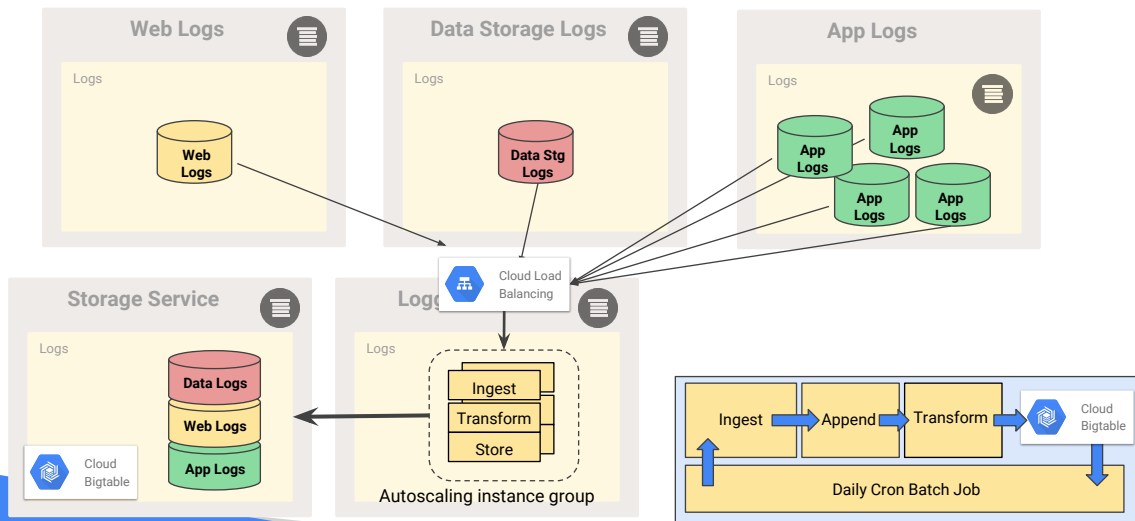 Web Logs
Logs
Web
Logs
Data Storage Logs
Logs
Data Stg
Logs
App Logs
Logs
App
Logs
App
Logs
App
Logs
App
Logs
Cloud Load
Balancing
Storage Service
Logs
Data Logs
Web Logs
App Logs
Cloud
Bigtable
Logg
Logs
Ingest
Transform
Store
Autoscaling instance group
Ingest
Append
Transform
Cloud
Bigtable
Daily Cron Batch Job